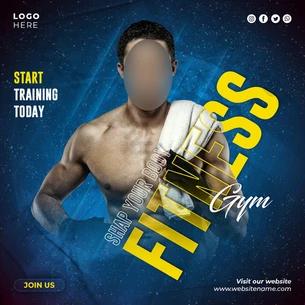 LOGO
HERE
START
TRAINING
TODAY
SHAP YOUR BODY
FITNESS
Gym
JOIN US
Visit our website
www.websitename.com